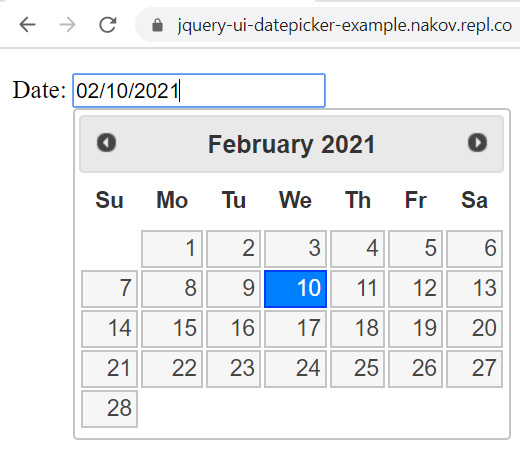 jquery-ui-datepicker-example.nakov.repl.co
Date: 02/10/2021
February 2021
Su Mo Tu We Th Fr Sa
1 2 3 4 5 6
7 8 9 10 11 12 13
14 15 16 17 18 19 20
21 22 23 24 25 26 27
28